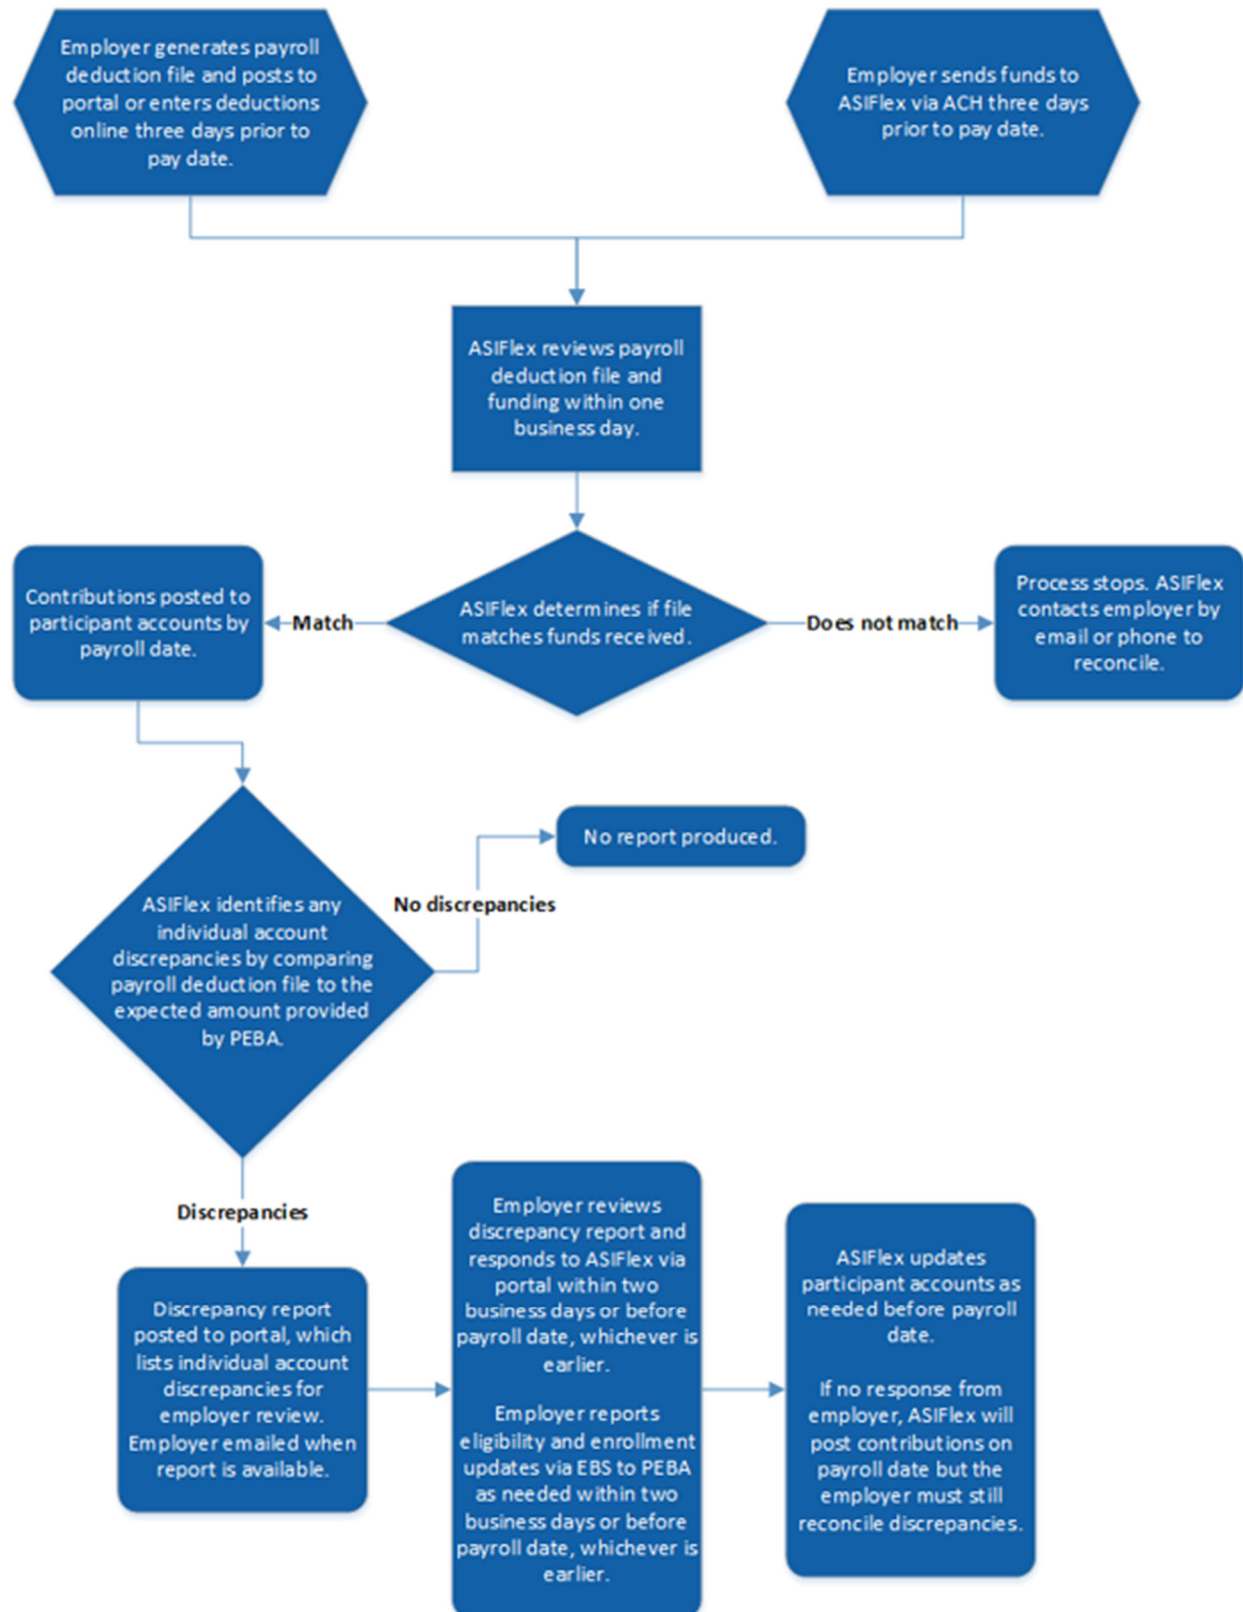 Employer generates payroll
deduction file and posts to
portal or enters deductions
online three days prior to
pay date.
Employer sends funds to
ASIFlex via ACH three days
prior to pay date.
ASIFlex reviews payroll
deduction file and
funding within one
business day.
Contributions posted to
participant accounts by
payroll date.
Match
ASIFlex determines if file
matches funds received.
Does not match
Process stops. ASIFlex
contacts employer by
email or phone to
reconcile.
No report produced.
No discrepancies
ASIFlex identifies any
individual account
discrepancies by comparing
payroll deduction file to the
expected amount provided
by PEBA.
Discrepancies
Discrepancy report
posted to portal, which
lists individual account
discrepancies for
employer review.
Employer emailed when
report is available.
Employer reviews
discrepancy report and
responds to ASIFlex via
portal within two
business days or before
payroll date, whichever is
earlier.
Employer reports
eligibility and enrollment
updates via EBS to PEBA
as needed within two
business days or before
payroll date, whichever is
earlier.
ASIFlex updates
participant accounts as
needed before payroll
date.
If no response from
employer, ASIFlex will
post contributions on
payroll date but the
employer must still
reconcile discrepancies.